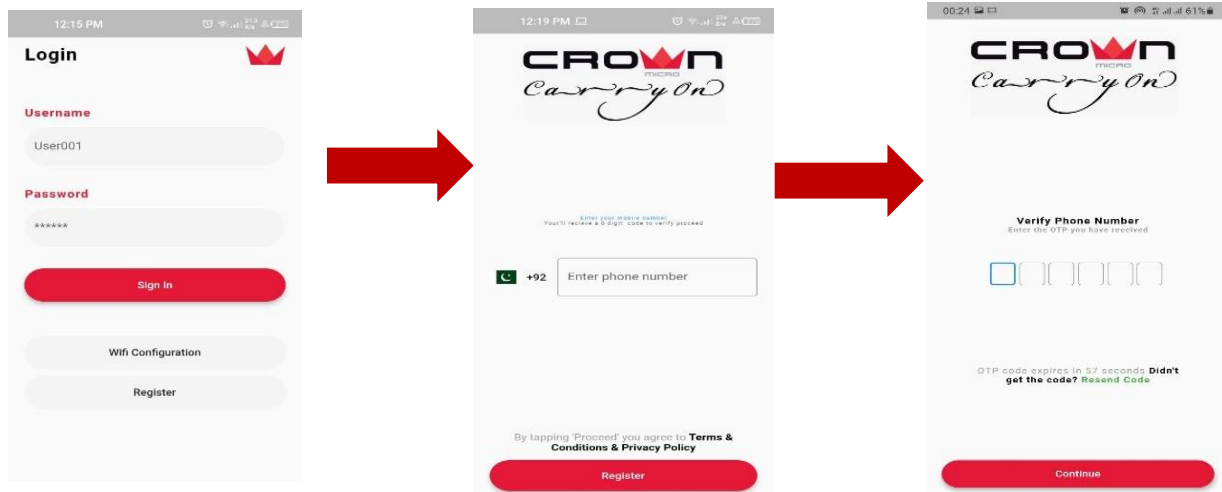 12:15 PM
Login
Username
User001
Password
******
Sign In
Wifi Configuration
Register
12:19 PM
CROWN
MICRO
Carry On
Enter your mobile number
Your'll recieve a 6 digit code to verify proceed
+92 Enter phone number
By tapping 'Proceed' you agree to Terms &
Conditions & Privacy Policy
Register
00:24 61%
CROWN
MICRO
Carry On
Verify Phone Number
Enter the OTP you have received
OTP code expires in 57 seconds Didn't
get the code? Resend Code
Continue